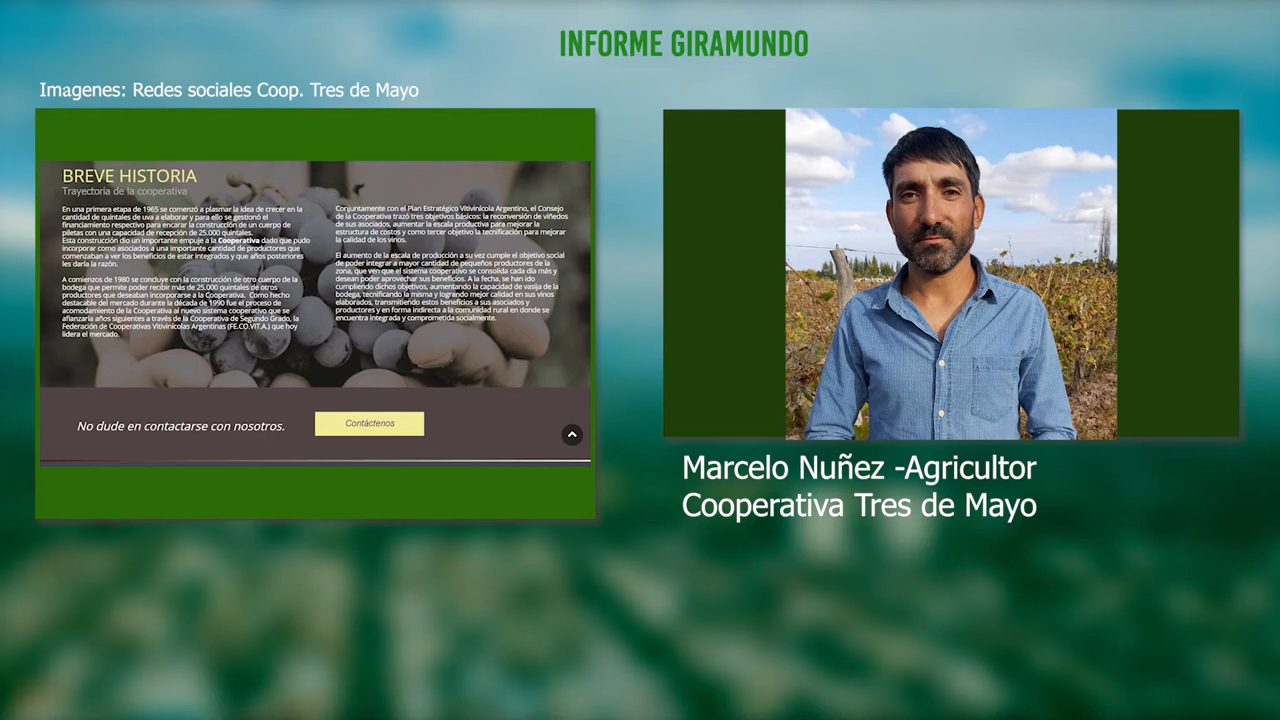 INFORME GIRAMUNDO
Imagenes: Redes sociales Coop. Tres de Mayo
BREVE HISTORIA
Trayectoria de la cooperativa
En una primera etapa de 1965 se comenzó a plasmar la idea de crecer en la
cantidad de quintales de uva a elaborar y para ello se gestionó el
financiamiento respectivo para encarar la construcción de un cuerpo de
piletas con una capacidad de recepción de 25.000 quintales.
Esta construcción dio un importante empuje a la Cooperativa dado que pudo
incorporar como asociados a una importante cantidad de productores que
comenzaban a ver los beneficios de estar integrados y que años posteriores
les daría la razón.
A comienzos de 1980 se concluye con la construcción de otro cuerpo de la
bodega que permite poder recibir más de 25.000 quintales de otros
productores que deseaban incorporarse a la Cooperativa. Como hecho
destacable del mercado durante la década de 1990 fue el proceso de
acomodamiento de la Cooperativa al nuevo sistema cooperativo que se
afianzaría años siguientes a través de la Cooperativa de Segundo Grado, la
Federación de Cooperativas Vitivinícolas Argentinas (FE.CO.VIT.A.) que hoy
lidera el mercado.
Conjuntamente con el Plan Estratégico Vitivinícola Argentino, el Consejo
de la Cooperativa trazó tres objetivos básicos: la reconversión de viñedos
de sus asociados, aumentar la escala productiva para mejorar la
estructura de costos y como tercer objetivo la tecnificación para mejorar
la calidad de los vinos.
El aumento de la escala de producción a su vez cumple el objetivo social
de poder integrar a mayor cantidad de pequeños productores de la
zona, que ven que el sistema cooperativo se consolida cada día más y
desean poder aprovechar sus beneficios. A la fecha, se han ido
cumpliendo dichos objetivos, aumentando la capacidad de vasija de la
bodega, tecnificando la misma y logrando mejor calidad en sus vinos
elaborados, transmitiendo estos beneficios a sus asociados y
productores y en forma indirecta a la comunidad rural en donde se
encuentra integrada y comprometida socialmente.
No dude en contactarse con nosotros.
Contáctenos
Marcelo Nuñez -Agricultor
Cooperativa Tres de Mayo